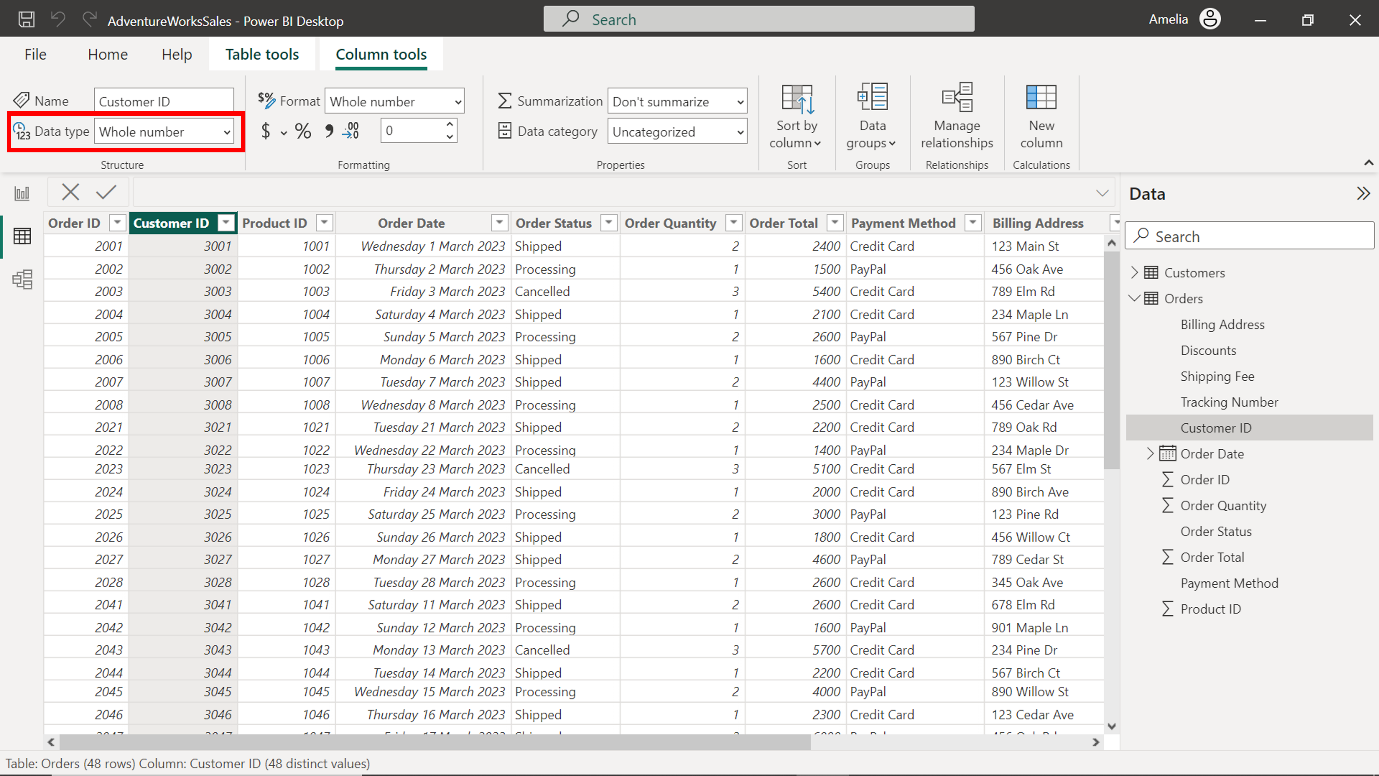 AdventureWorksSales - Power BI Desktop
Search
Amelia
File Home Help Table tools Column tools
Name Customer ID
Data type Whole number
Structure
Format Whole number
$ % 0
Formatting
Summarization Don't summarize
Data category Uncategorized
Properties
Sort by column
Sort
Data groups
Groups
Manage relationships
Relationships
New column
Calculations
Order ID Customer ID Product ID Order Date Order Status Order Quantity Order Total Payment Method Billing Address
2001 3001 1001 Wednesday 1 March 2023 Shipped 2 2400 Credit Card 123 Main St
2002 3002 1002 Thursday 2 March 2023 Processing 1 1500 PayPal 456 Oak Ave
2003 3003 1003 Friday 3 March 2023 Cancelled 3 5400 Credit Card 789 Elm Rd
2004 3004 1004 Saturday 4 March 2023 Shipped 1 2100 Credit Card 234 Maple Ln
2005 3005 1005 Sunday 5 March 2023 Processing 2 2600 PayPal 567 Pine Dr
2006 3006 1006 Monday 6 March 2023 Shipped 1 1600 Credit Card 890 Birch Ct
2007 3007 1007 Tuesday 7 March 2023 Shipped 2 4400 PayPal 123 Willow St
2008 3008 1008 Wednesday 8 March 2023 Processing 1 2500 Credit Card 456 Cedar Ave
2021 3021 1021 Tuesday 21 March 2023 Shipped 2 2200 Credit Card 789 Oak Rd
2022 3022 1022 Wednesday 22 March 2023 Processing 1 1400 PayPal 234 Maple Dr
2023 3023 1023 Thursday 23 March 2023 Cancelled 3 5100 Credit Card 567 Elm St
2024 3024 1024 Friday 24 March 2023 Shipped 1 2000 Credit Card 890 Birch Ave
2025 3025 1025 Saturday 25 March 2023 Processing 2 3000 PayPal 123 Pine Rd
2026 3026 1026 Sunday 26 March 2023 Shipped 1 1800 Credit Card 456 Willow Ct
2027 3027 1027 Monday 27 March 2023 Shipped 2 4600 PayPal 789 Cedar St
2028 3028 1028 Tuesday 28 March 2023 Processing 1 2600 Credit Card 345 Oak Ave
2041 3041 1041 Saturday 11 March 2023 Shipped 2 2600 Credit Card 678 Elm Rd
2042 3042 1042 Sunday 12 March 2023 Processing 1 1600 PayPal 901 Maple Ln
2043 3043 1043 Monday 13 March 2023 Cancelled 3 5700 Credit Card 234 Pine Dr
2044 3044 1044 Tuesday 14 March 2023 Shipped 1 2200 Credit Card 567 Birch Ct
2045 3045 1045 Wednesday 15 March 2023 Processing 2 4000 PayPal 890 Willow St
2046 3046 1046 Thursday 16 March 2023 Shipped 1 2300 Credit Card 123 Cedar Ave
Data
Search
Customers
Orders
Billing Address
Discounts
Shipping Fee
Tracking Number
Customer ID
Order Date
Order ID
Order Quantity
Order Status
Order Total
Payment Method
Product ID
Table: Orders (48 rows) Column: Customer ID (48 distinct values)